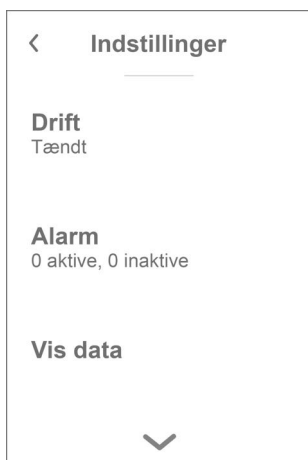 Indstillinger
Drift
Tændt
Alarm
0 aktive, 0 inaktive
Vis data